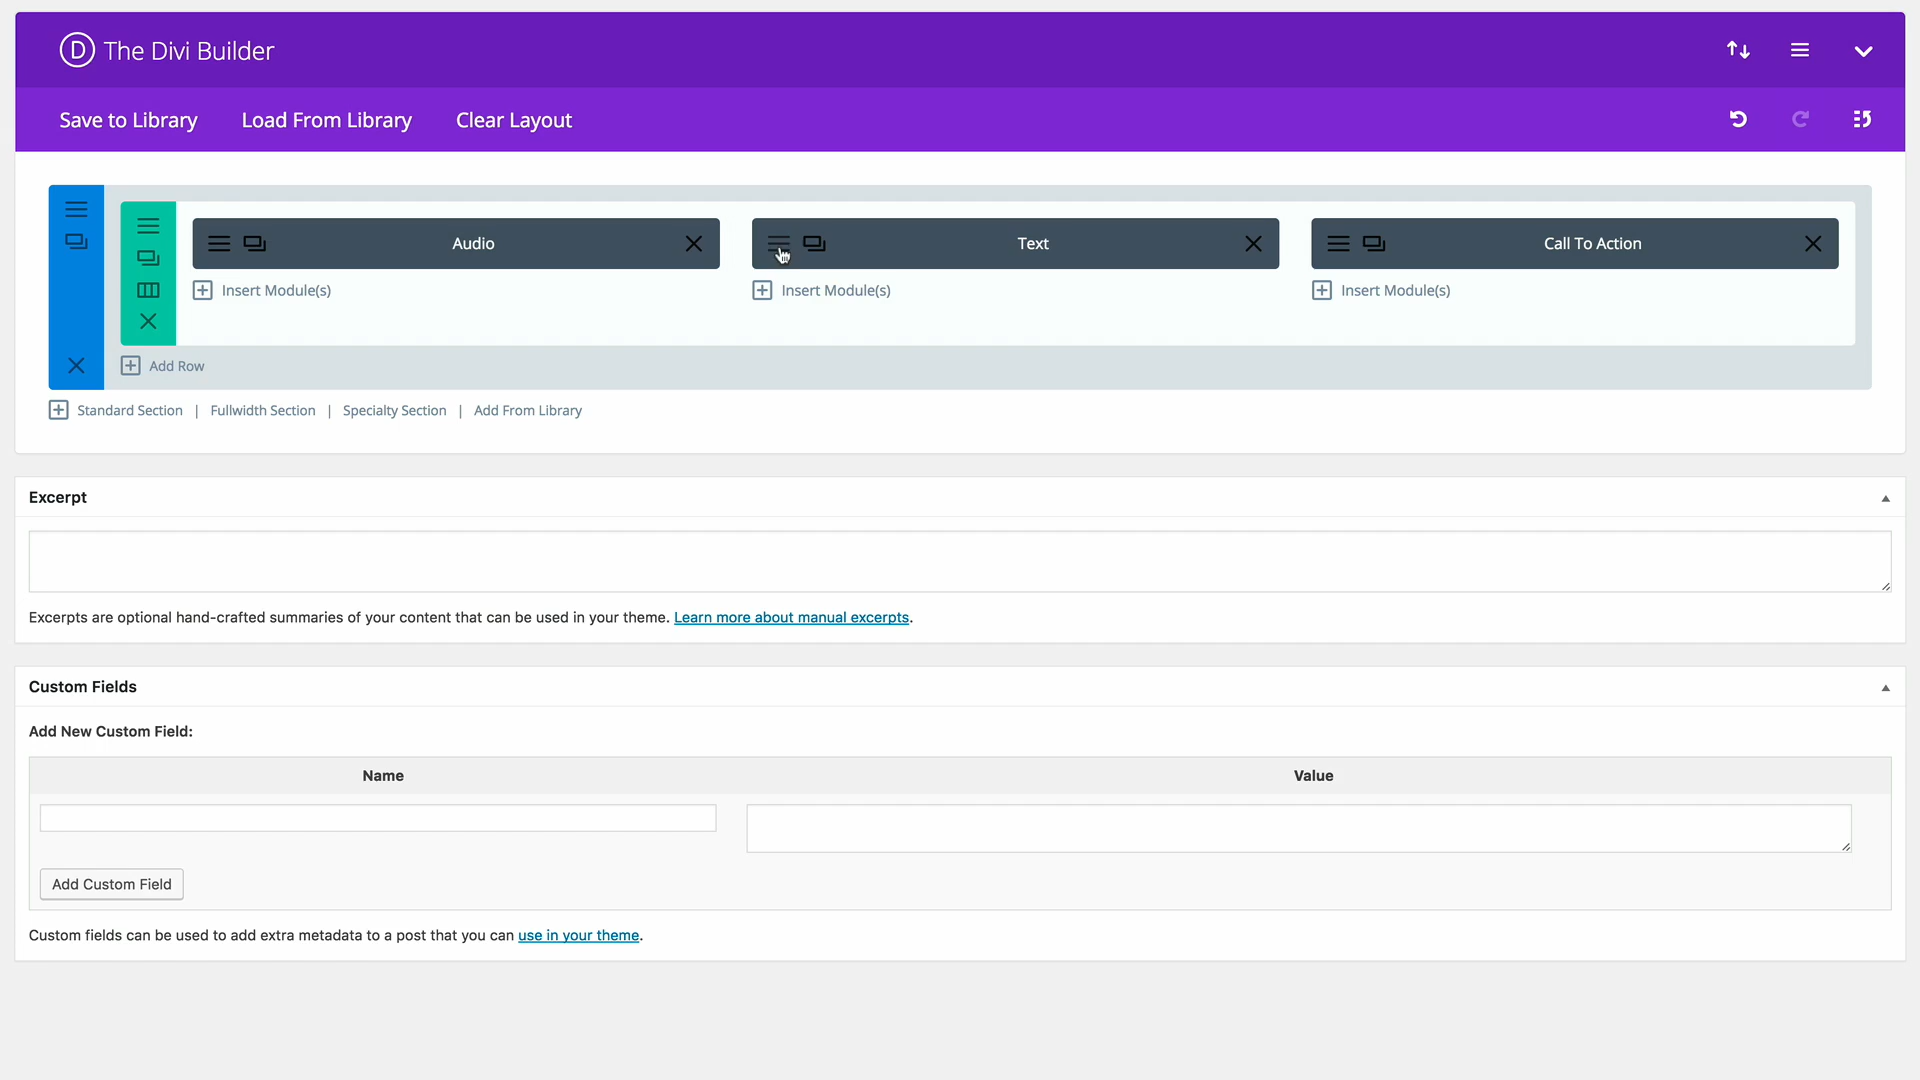 D The Divi Builder
Save to Library Load From Library Clear Layout
Audio Text Call To Action
Insert Module(s) Insert Module(s) Insert Module(s)
Add Row
Standard Section | Fullwidth Section | Specialty Section | Add From Library
Excerpt
Excerpts are optional hand-crafted summaries of your content that can be used in your theme. Learn more about manual excerpts.
Custom Fields
Add New Custom Field:
Name Value
Add Custom Field
Custom fields can be used to add extra metadata to a post that you can use in your theme.